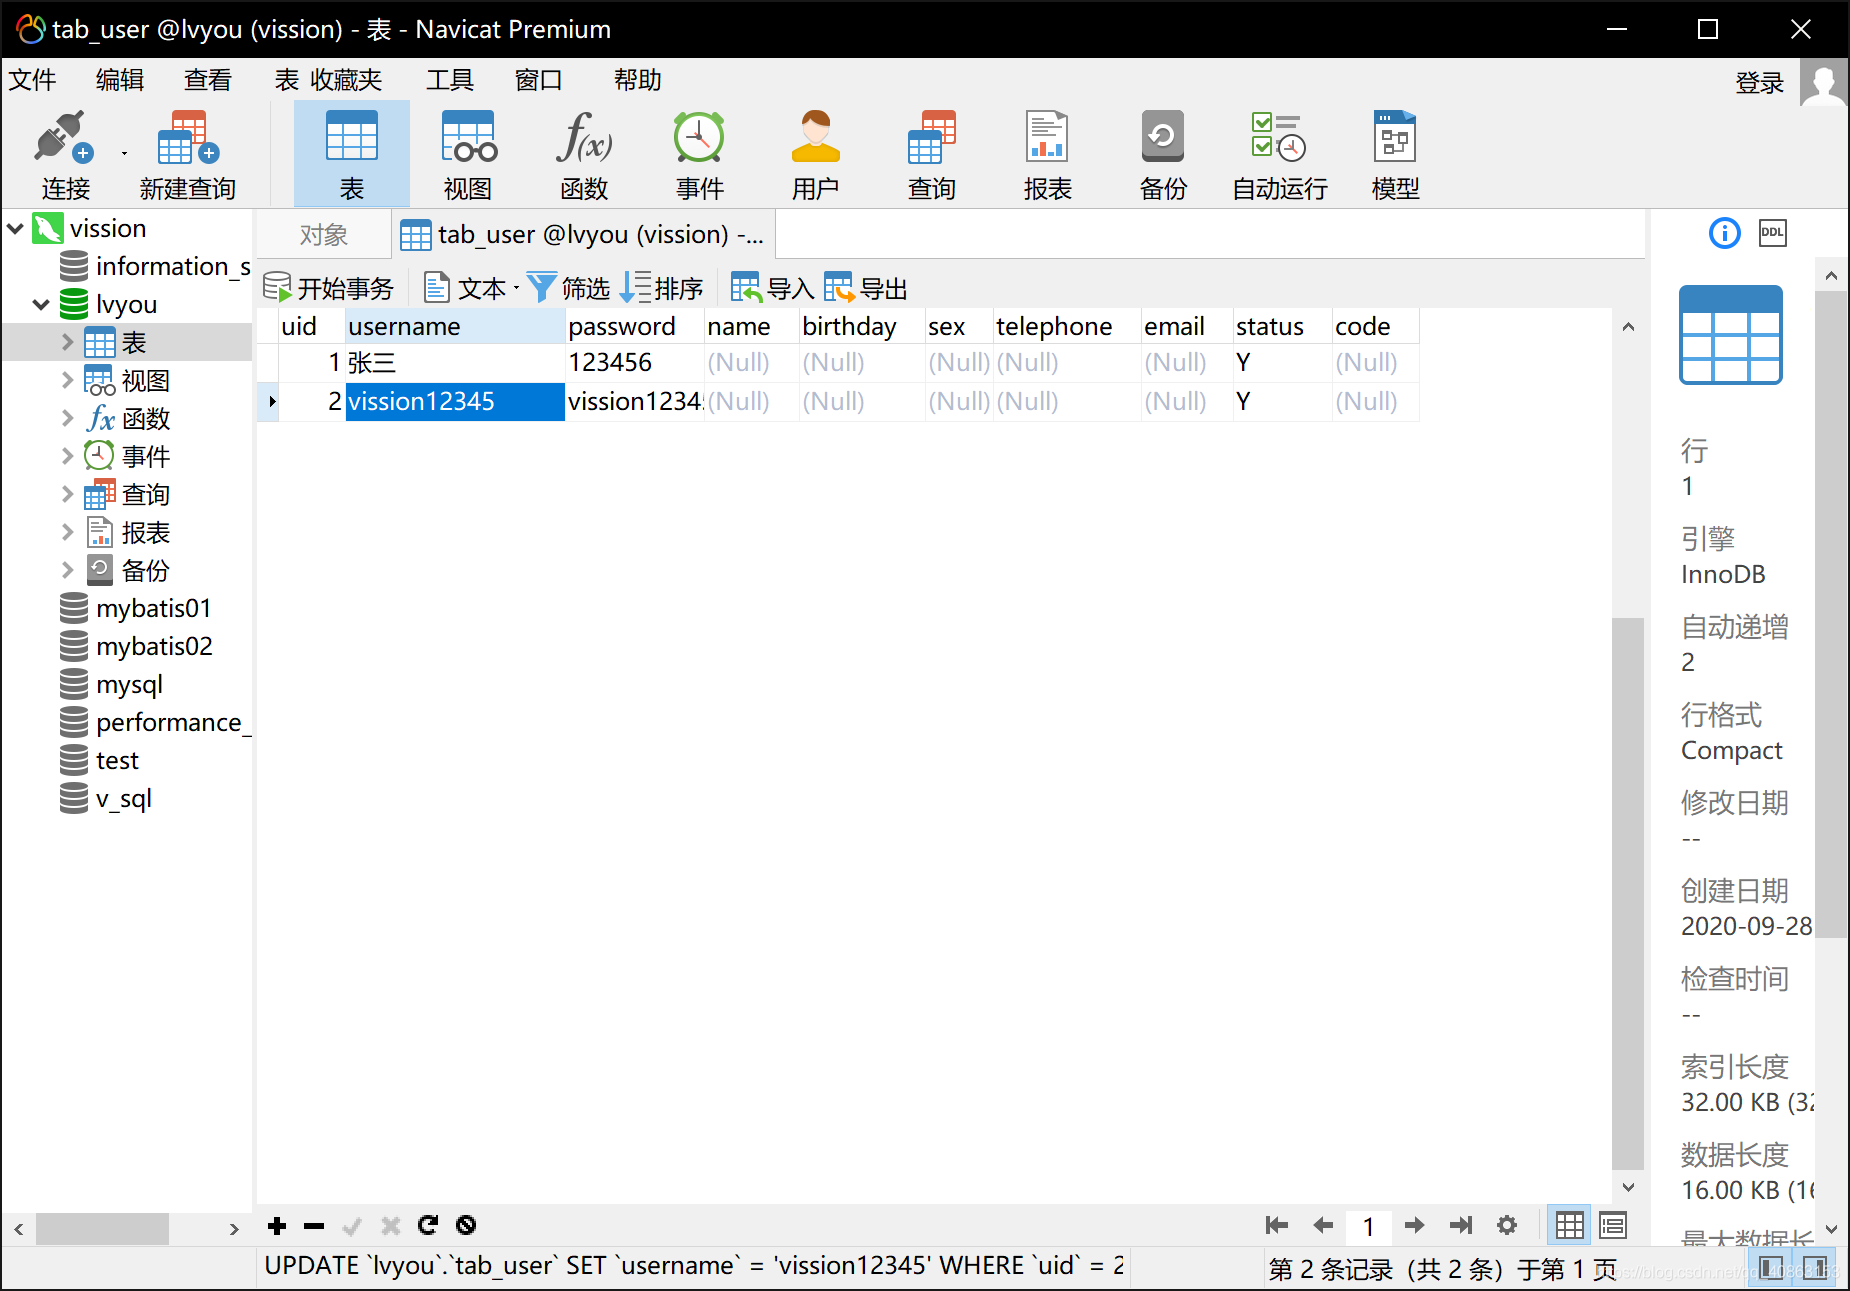 tab_user @lvyou (vission) - 表 - Navicat Premium
文件 编辑 查看 表 收藏夹 工具 窗口 帮助 登录
连接 新建查询 表 视图 函数 事件 用户 查询 报表 备份 自动运行 模型
vission
information_s
lvyou
表
视图
函数
事件
查询
报表
备份
mybatis01
mybatis02
mysql
performance_
test
v_sql
对象 tab_user @lvyou (vission) -...
开始事务 文本 筛选 排序 导入 导出
uid username password name birthday sex telephone email status code
1 张三 123456 (Null) (Null) (Null) (Null) (Null) Y (Null)
2 vission12345 vission1234 (Null) (Null) (Null) (Null) (Null) Y (Null)
DDL
行
1
引擎
InnoDB
自动递增
2
行格式
Compact
修改日期
--
创建日期
2020-09-28
检查时间
--
索引长度
32.00 KB (32
数据长度
16.00 KB (16
最大数据长
1
UPDATE `lvyou`.`tab_user` SET `username` = 'vission12345' WHERE `uid` = 2
第 2 条记录（共 2 条）于第 1 页